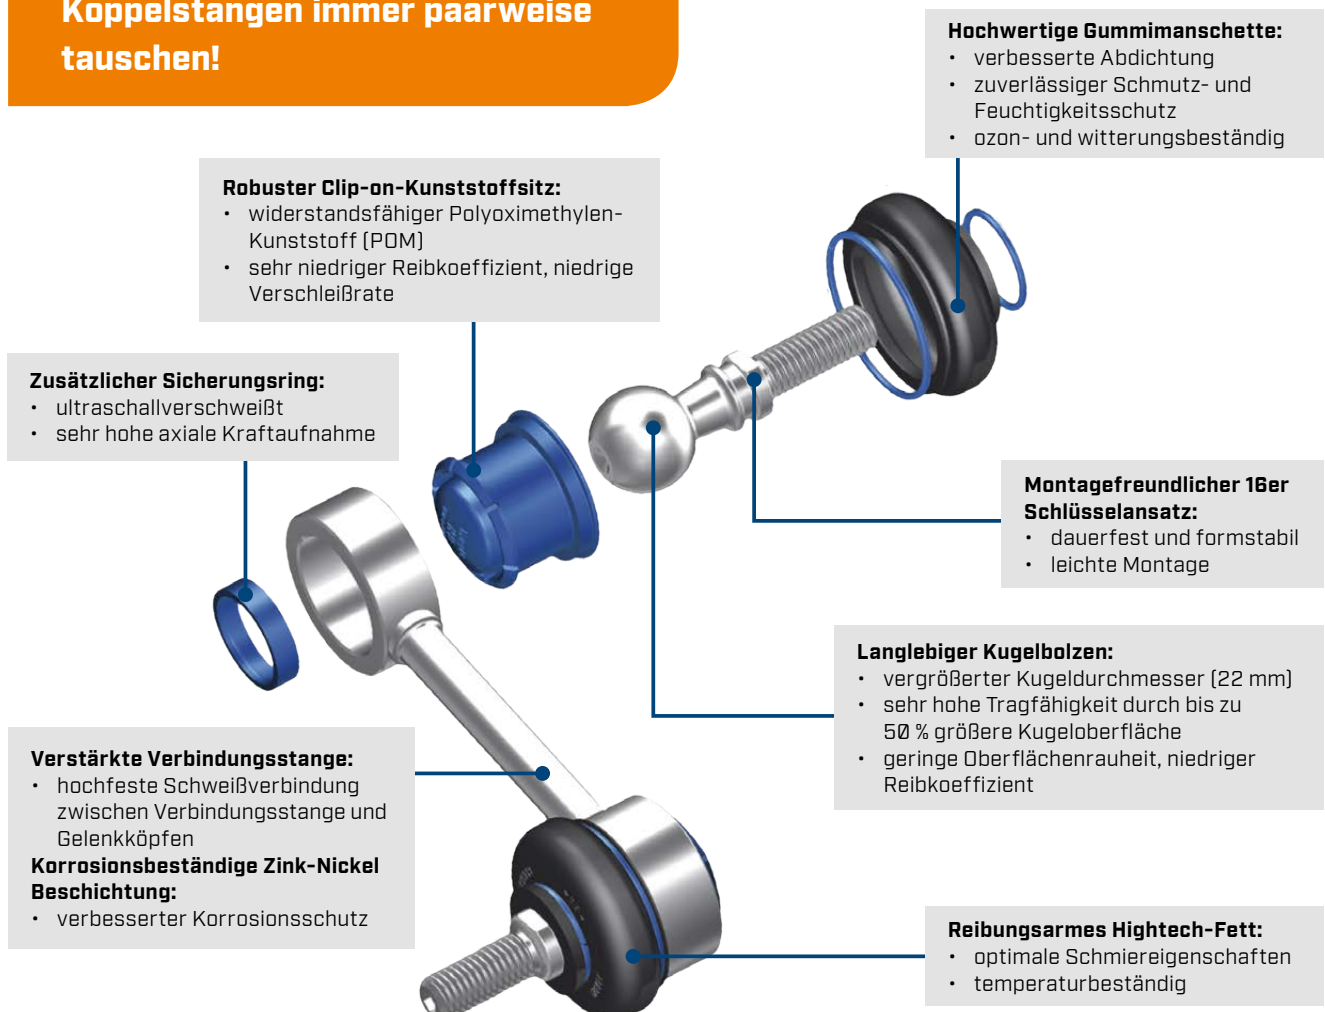 Koppelstangen immer paarweise
tauschen!
Hochwertige Gummimanschette:
• verbesserte Abdichtung
• zuverlässiger Schmutz- und
Feuchtigkeitsschutz
• ozon- und witterungsbeständig
Robuster Clip-on-Kunststoffsitz:
• widerstandsfähiger Polyoximethylen-
Kunststoff (POM)
• sehr niedriger Reibkoeffizient, niedrige
Verschleißrate
Zusätzlicher Sicherungsring:
• ultraschallverschweißt
• sehr hohe axiale Kraftaufnahme
Montagefreundlicher 16er
Schlüsselansatz:
• dauerfest und formstabil
• leichte Montage
Langlebiger Kugelbolzen:
• vergrößerter Kugeldurchmesser (22 mm)
• sehr hohe Tragfähigkeit durch bis zu
50 % größere Kugeloberfläche
• geringe Oberflächenrauheit, niedriger
Reibkoeffizient
Verstärkte Verbindungsstange:
• hochfeste Schweißverbindung
zwischen Verbindungsstange und
Gelenkköpfen
Korrosionsbeständige Zink-Nickel
Beschichtung:
• verbesserter Korrosionsschutz
Reibungsarmes Hightech-Fett:
• optimale Schmiereigenschaften
• temperaturbeständig